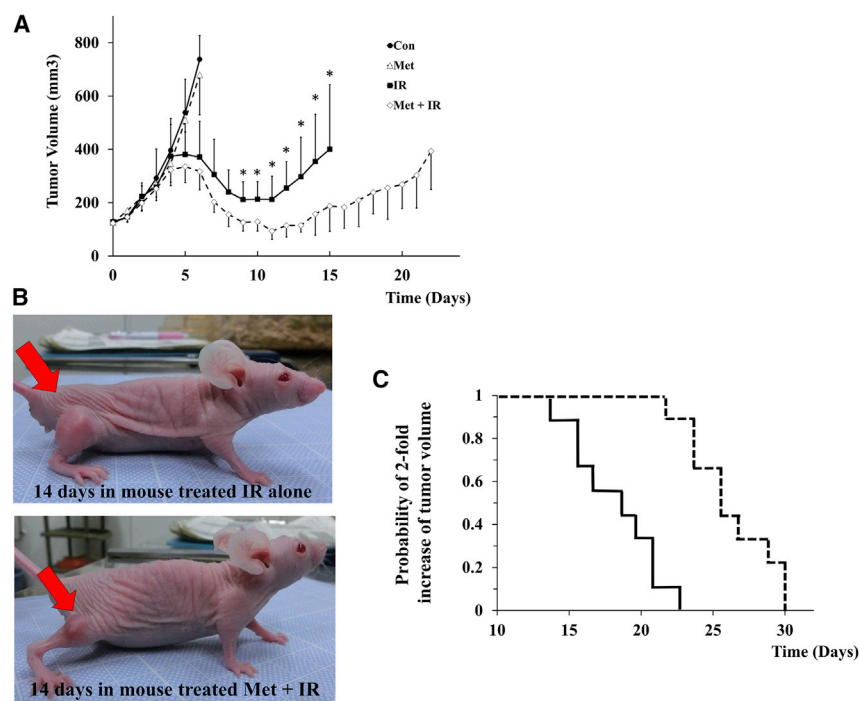 A
Tumor Volume (mm3)
800
600
400
200
0
0
5
10
15
20
Time (Days)
Con
Met
IR
Met + IR
* * * * * * *
B
14 days in mouse treated IR alone
14 days in mouse treated Met + IR
C
Probability of 2-fold
increase of tumor volume
1
0.8
0.6
0.4
0.2
0
10
15
20
25
30
Time (Days)